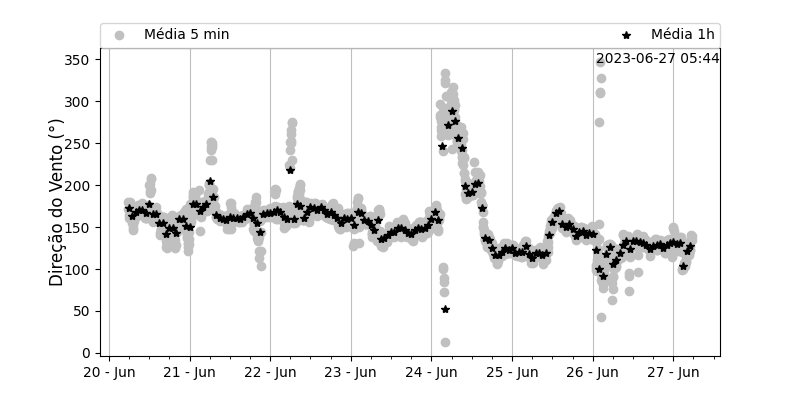 Média 5 min
Média 1h
2023-06-27 05:44
Direção do Vento (°)
350
300
250
200
150
100
50
0
20 - Jun
21 - Jun
22 - Jun
23 - Jun
24 - Jun
25 - Jun
26 - Jun
27 - Jun